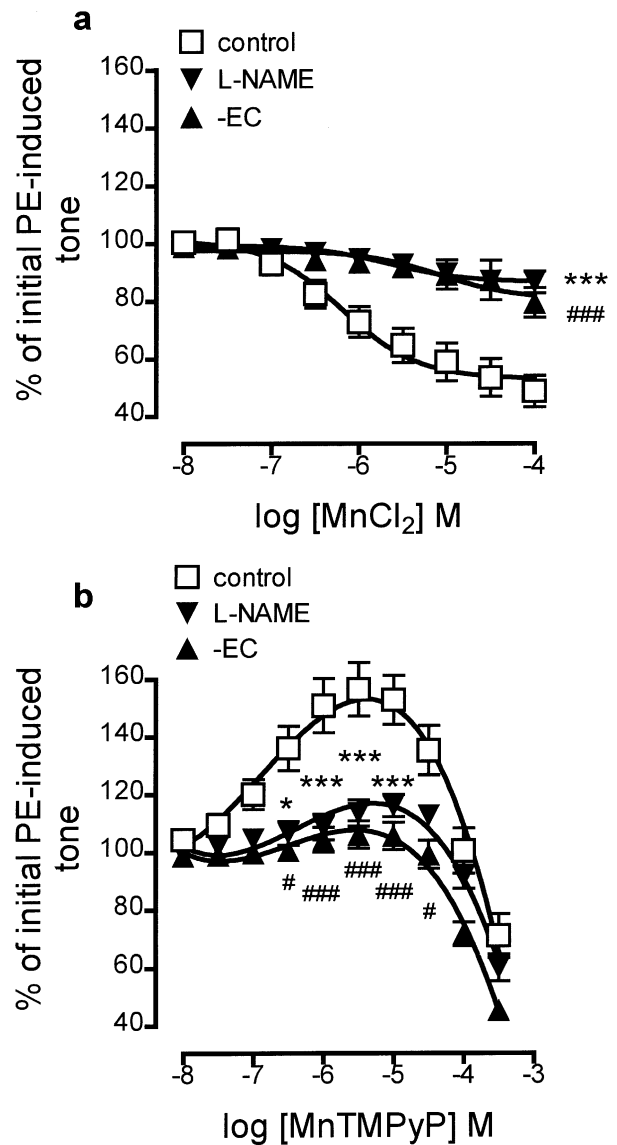 a
control
L-NAME
-EC
% of initial PE-induced
tone
160
140
120
100
80
60
40
***
###
-8 -7 -6 -5 -4
log [MnCl₂] M
b
control
L-NAME
-EC
% of initial PE-induced
tone
160
140
120
100
80
60
40
* *** *** ***
# ### ### ### #
-8 -7 -6 -5 -4 -3
log [MnTMPyP] M